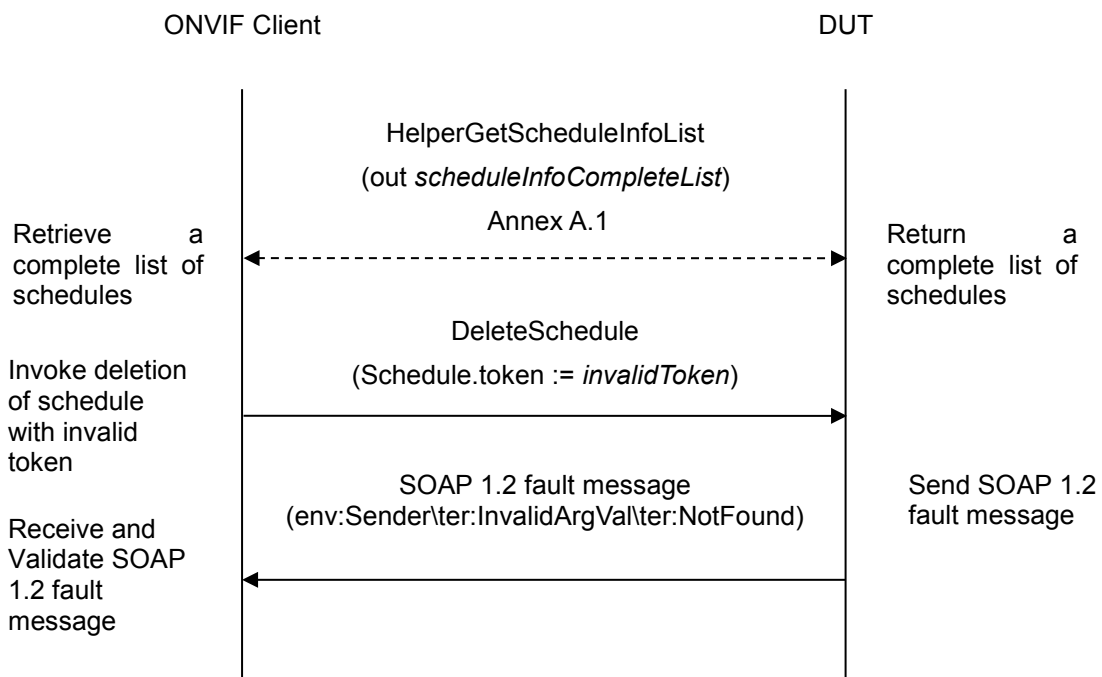 ONVIF Client
DUT
HelperGetScheduleInfoList
(out scheduleInfoCompleteList)
Annex A.1
Retrieve a
complete list of
schedules
Return a
complete list of
schedules
DeleteSchedule
(Schedule.token := invalidToken)
Invoke deletion
of schedule
with invalid
token
SOAP 1.2 fault message
(env:Sender\ter:InvalidArgVal\ter:NotFound)
Send SOAP 1.2
fault message
Receive and
Validate SOAP
1.2 fault
message